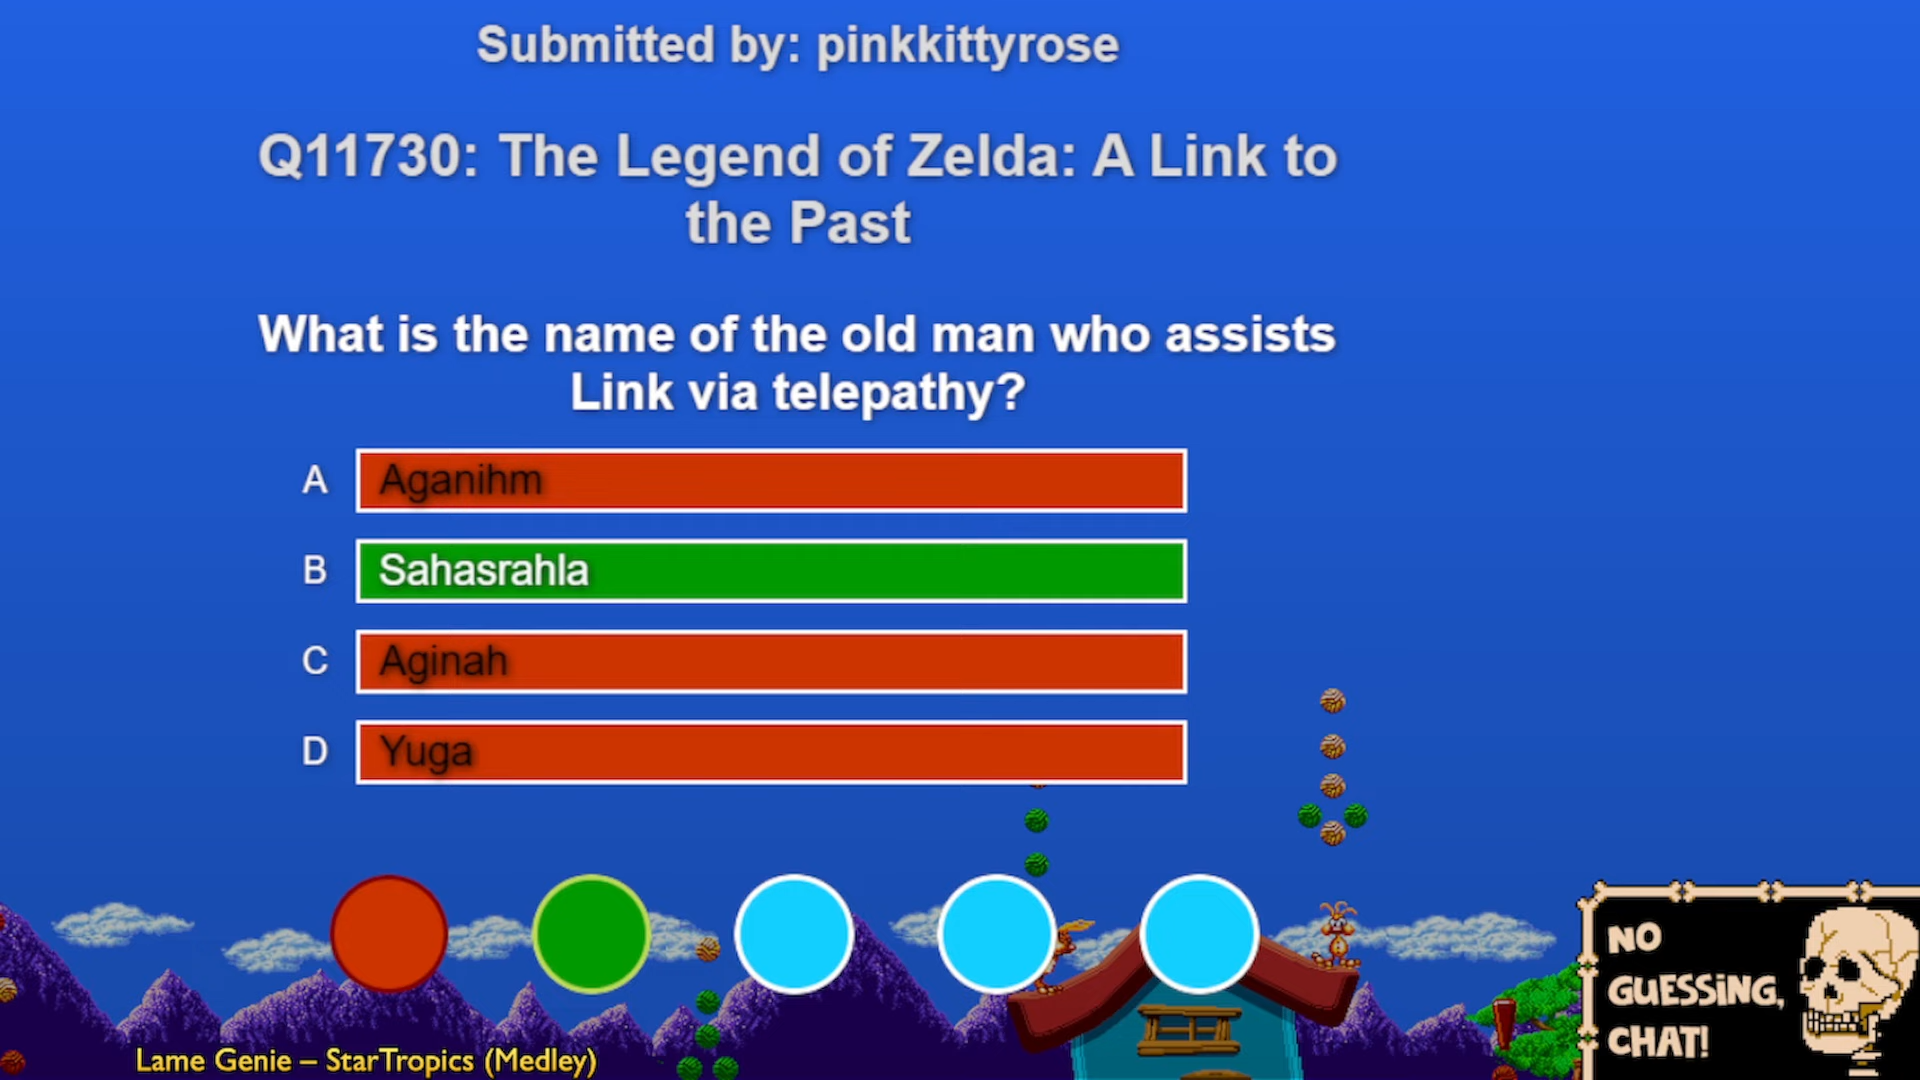 Submitted by: pinkkittyrose
Q11730: The Legend of Zelda: A Link to
the Past
What is the name of the old man who assists
Link via telepathy?
A Aganihm
B Sahasrahla
C Aginah
D Yuga
NO
GUESSING,
CHAT!
Lame Genie – StarTropics (Medley)